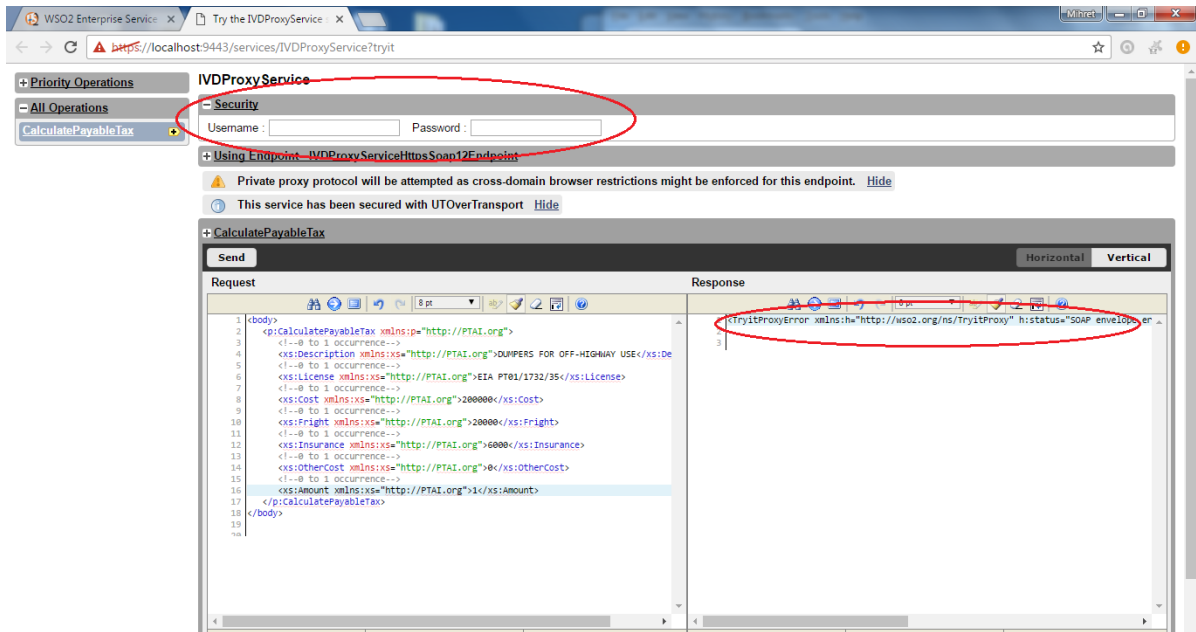 WSO2 Enterprise Service
Try the IVDProxyService
Mihret
https://localhost:9443/services/IVDProxyService?tryit
Priority Operations
All Operations
CalculatePayableTax
IVDProxyService
Security
Username :
Password :
Using Endpoint - IVDProxyServiceHttpsSoap12Endpoint
Private proxy protocol will be attempted as cross-domain browser restrictions might be enforced for this endpoint. Hide
This service has been secured with UTOverTransport Hide
CalculatePayableTax
Send
Horizontal
Vertical
Request
8 pt
1 <body>
2 <p:CalculatePayableTax xmlns:p="http://PTAI.org">
3 <!--0 to 1 occurrence-->
4 <xs:Description xmlns:xs="http://PTAI.org">DUMPERS FOR OFF-HIGHWAY USE</xs:De
5 <!--0 to 1 occurrence-->
6 <xs:License xmlns:xs="http://PTAI.org">EIA PT01/1732/35</xs:License>
7 <!--0 to 1 occurrence-->
8 <xs:Cost xmlns:xs="http://PTAI.org">200000</xs:Cost>
9 <!--0 to 1 occurrence-->
10 <xs:Fright xmlns:xs="http://PTAI.org">20000</xs:Fright>
11 <!--0 to 1 occurrence-->
12 <xs:Insurance xmlns:xs="http://PTAI.org">6000</xs:Insurance>
13 <!--0 to 1 occurrence-->
14 <xs:OtherCost xmlns:xs="http://PTAI.org">0</xs:OtherCost>
15 <!--0 to 1 occurrence-->
16 <xs:Amount xmlns:xs="http://PTAI.org">1</xs:Amount>
17 </p:CalculatePayableTax>
18 </body>
19
20
Response
8 pt
<TryitProxyError xmlns:h="http://wso2.org/ns/TryitProxy" h:status="SOAP envelope er
3